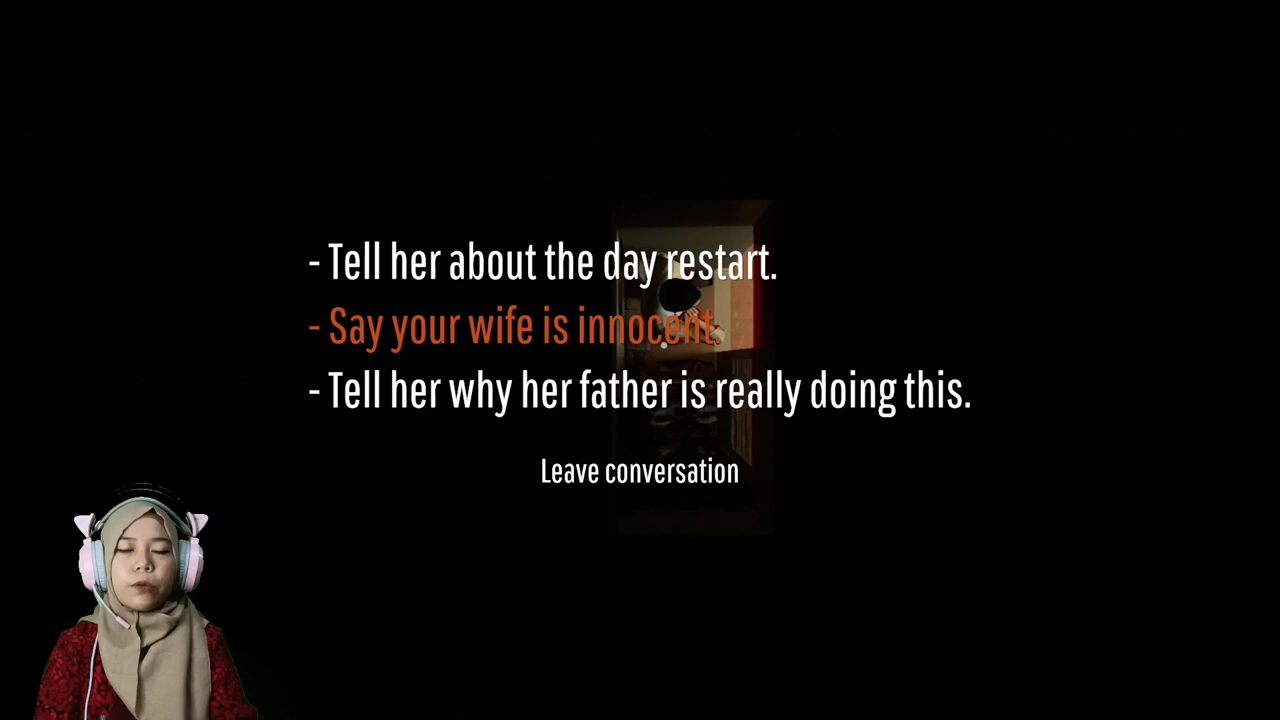 - Tell her about the day restart.
- Say your wife is innocent.
- Tell her why her father is really doing this.
Leave conversation